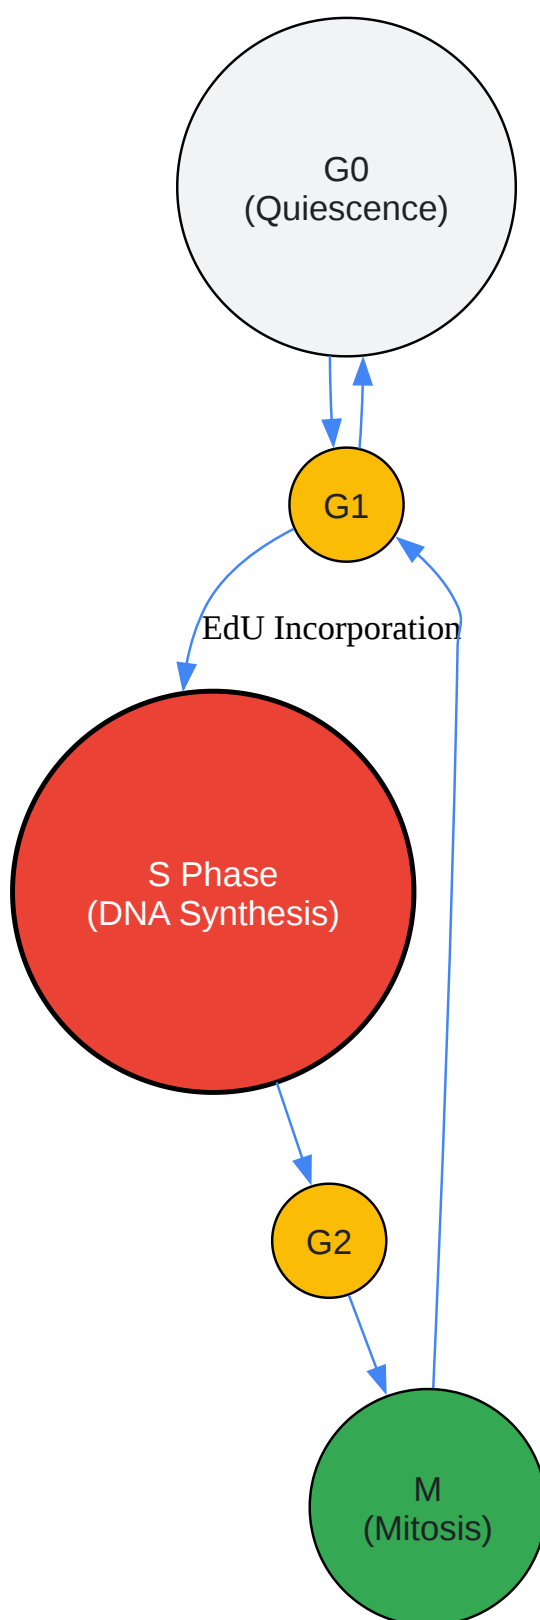 G0
(Quiescence)
G1
EdU Incorporation
S Phase
(DNA Synthesis)
G2
M
(Mitosis)